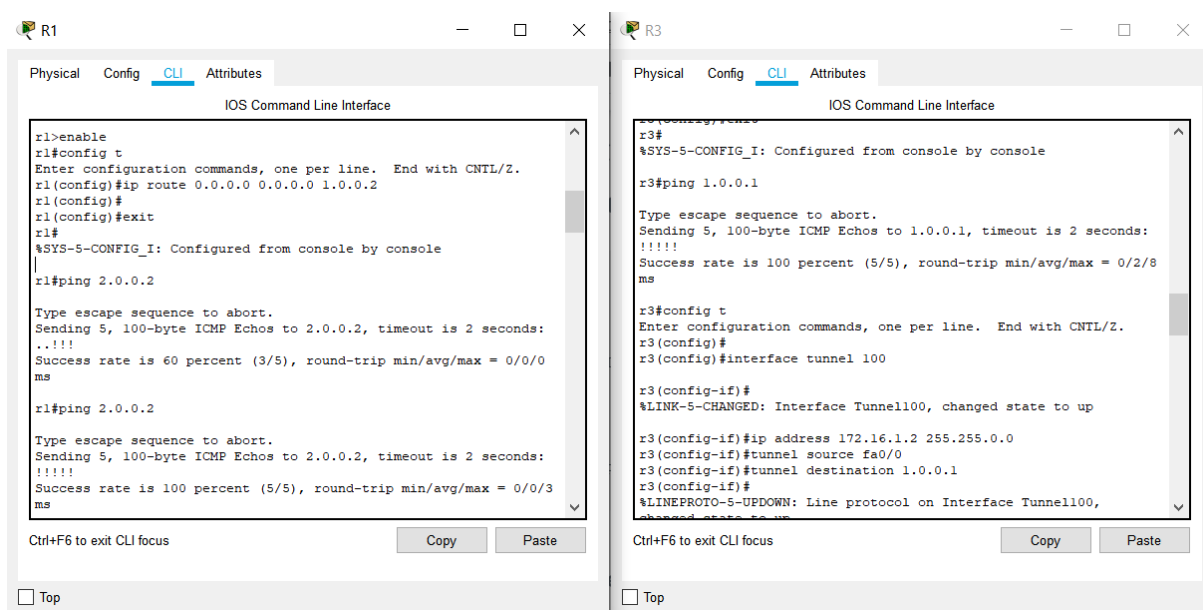 R1
Physical Config CLI Attributes
IOS Command Line Interface
r1>enable
r1#config t
Enter configuration commands, one per line. End with CNTL/Z.
r1(config)#ip route 0.0.0.0 0.0.0.0 1.0.0.2
r1(config)#
r1(config)#exit
r1#
%SYS-5-CONFIG_I: Configured from console by console
r1#ping 2.0.0.2
Type escape sequence to abort.
Sending 5, 100-byte ICMP Echos to 2.0.0.2, timeout is 2 seconds:
..!!!
Success rate is 60 percent (3/5), round-trip min/avg/max = 0/0/0
ms
r1#ping 2.0.0.2
Type escape sequence to abort.
Sending 5, 100-byte ICMP Echos to 2.0.0.2, timeout is 2 seconds:
!!!!!
Success rate is 100 percent (5/5), round-trip min/avg/max = 0/0/3
ms
Ctrl+F6 to exit CLI focus
Copy
Paste
Top
R3
Physical Config CLI Attributes
IOS Command Line Interface
r3(config)#exit
r3#
%SYS-5-CONFIG_I: Configured from console by console
r3#ping 1.0.0.1
Type escape sequence to abort.
Sending 5, 100-byte ICMP Echos to 1.0.0.1, timeout is 2 seconds:
!!!!!
Success rate is 100 percent (5/5), round-trip min/avg/max = 0/2/8
ms
r3#config t
Enter configuration commands, one per line. End with CNTL/Z.
r3(config)#
r3(config)#interface tunnel 100
r3(config-if)#
%LINK-5-CHANGED: Interface Tunnel100, changed state to up
r3(config-if)#ip address 172.16.1.2 255.255.0.0
r3(config-if)#tunnel source fa0/0
r3(config-if)#tunnel destination 1.0.0.1
r3(config-if)#
%LINEPROTO-5-UPDOWN: Line protocol on Interface Tunnel100,
changed state to up
Ctrl+F6 to exit CLI focus
Copy
Paste
Top